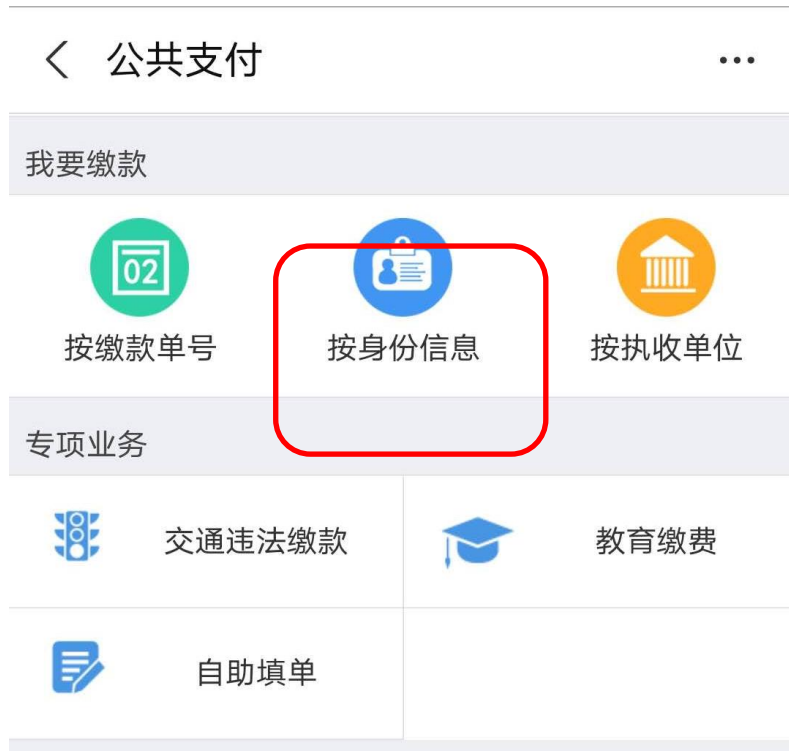 公共支付
我要缴款
02
按缴款单号 按身份信息 按执收单位
专项业务
交通违法缴款 教育缴费
自助填单